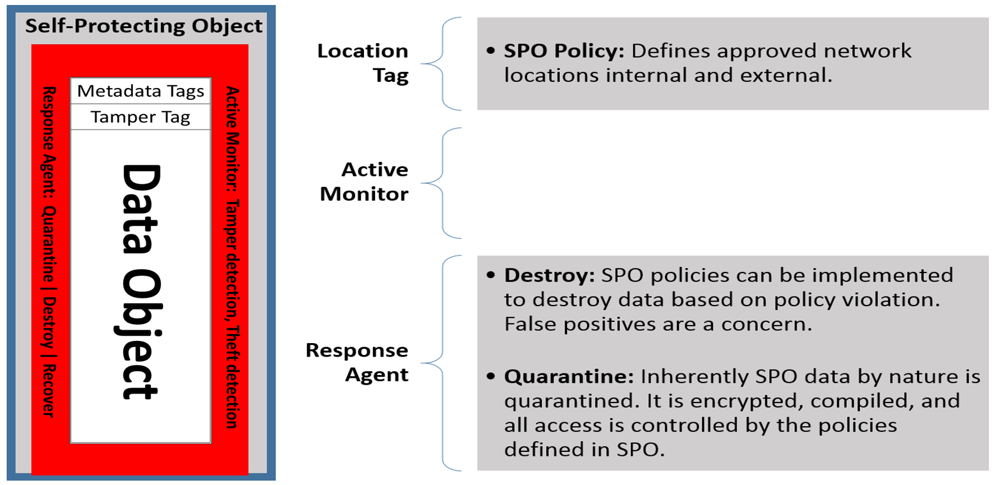 Self-Protecting Object
Metadata Tags
Tamper Tag
Data Object
Response Agent: Quarantine | Destroy | Recover
Active Monitor: Tamper detection, Theft detection
Location
Tag
• SPO Policy: Defines approved network
locations internal and external.
Active
Monitor
Response
Agent
• Destroy: SPO policies can be implemented
to destroy data based on policy violation.
False positives are a concern.
• Quarantine: Inherently SPO data by nature is
quarantined. It is encrypted, compiled, and
all access is controlled by the policies
defined in SPO.